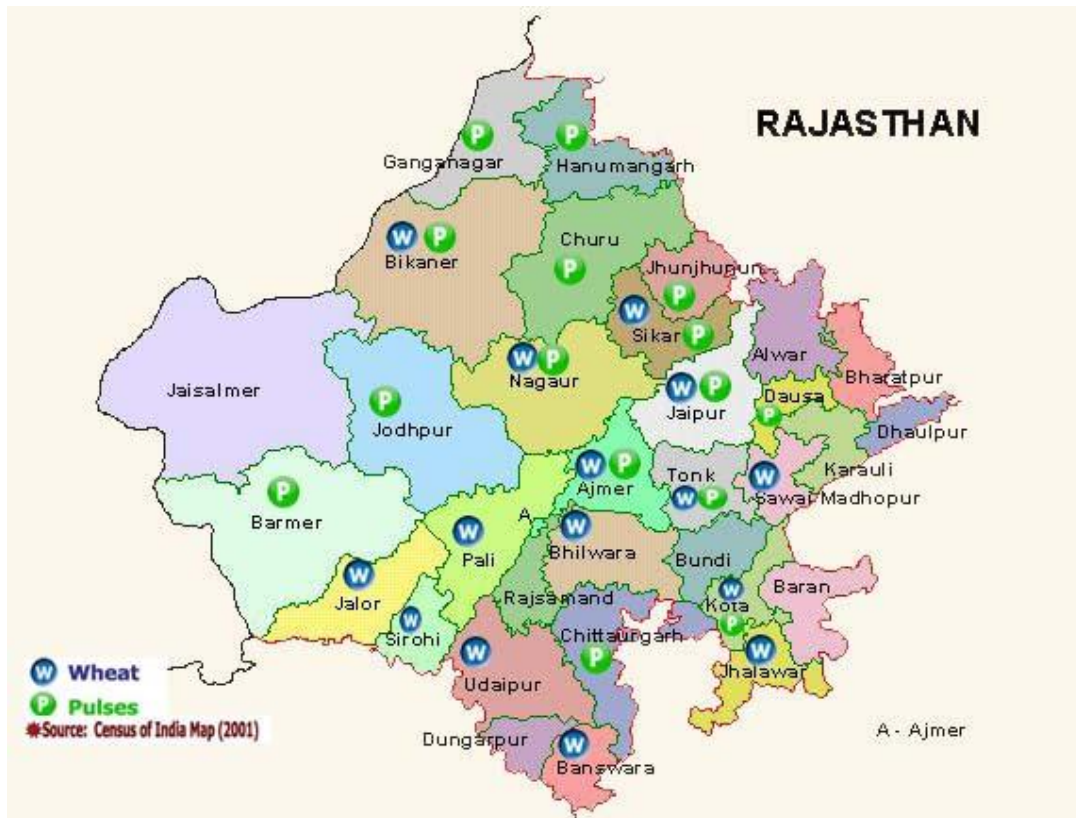 RAJASTHAN
P
P
Ganganagar
Hanumangarh
W P
Bikaner
Churu
P
Jhunjhunun
P
W
Sikar P
W P
Nagaur
Alwar
Bharatpur
Jaisalmer
W P
Jaipur
Dausa
P
P
Jodhpur
Dhaulpur
Karauli
W P
Ajmer
Tonk
W P
W
Sawai Madhopur
P
Barmer
A
W
Pali
W
Bhilwara
Bundi
W
Jalor
W
Kota
P
Baran
Rajsamand
W
Sirohi
Chittaurgarh
P
W
Jhalawar
W
Udaipur
W Wheat
P Pulses
Source: Census of India Map (2001)
Dungarpur
W
Banswara
A - Ajmer